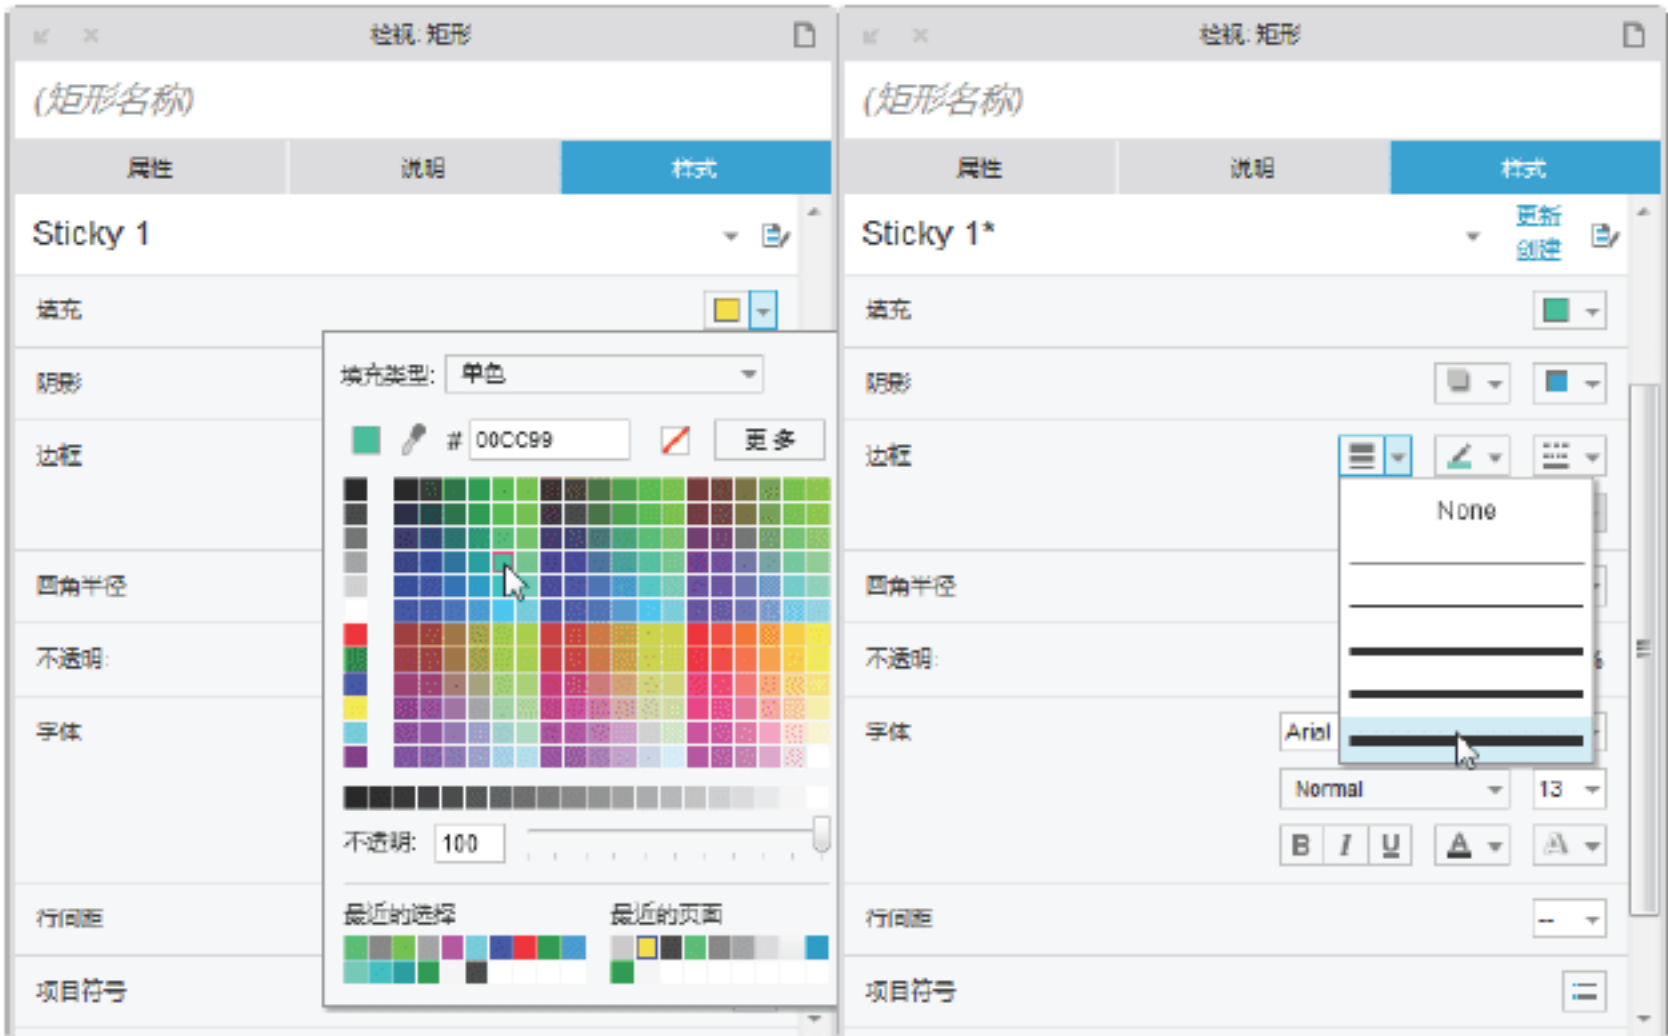 检视: 矩形
(矩形名称)
属性
说明
样式
Sticky 1
填充
填充类型:
单色
# 00CC99
更多
阴影
边框
圆角半径
不透明:
字体
不透明: 100
最近的选择
最近的页面
行间距
项目符号
检视: 矩形
(矩形名称)
属性
说明
样式
Sticky 1*
更新
创建
填充
阴影
边框
None
圆角半径
不透明:
%
字体
Arial
Normal
13
B I U A A
行间距
--
项目符号